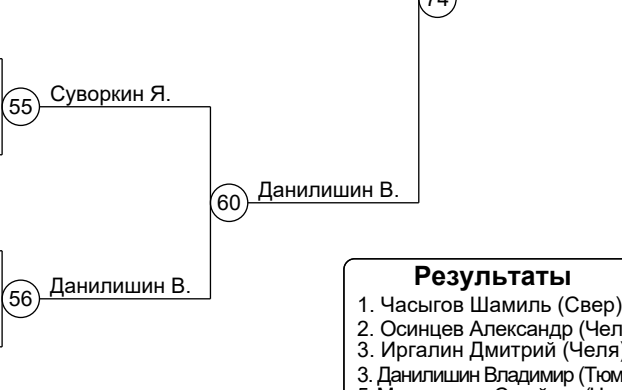 74
Суворкин Я.
55
Данилишин В.
60
Данилишин В.
56
Результаты
1. Часыгов Шамиль (Свер)
2. Осинцев Александр (Чел
3. Иргалин Дмитрий (Челя)
3. Данилишин Владимир (Тюм